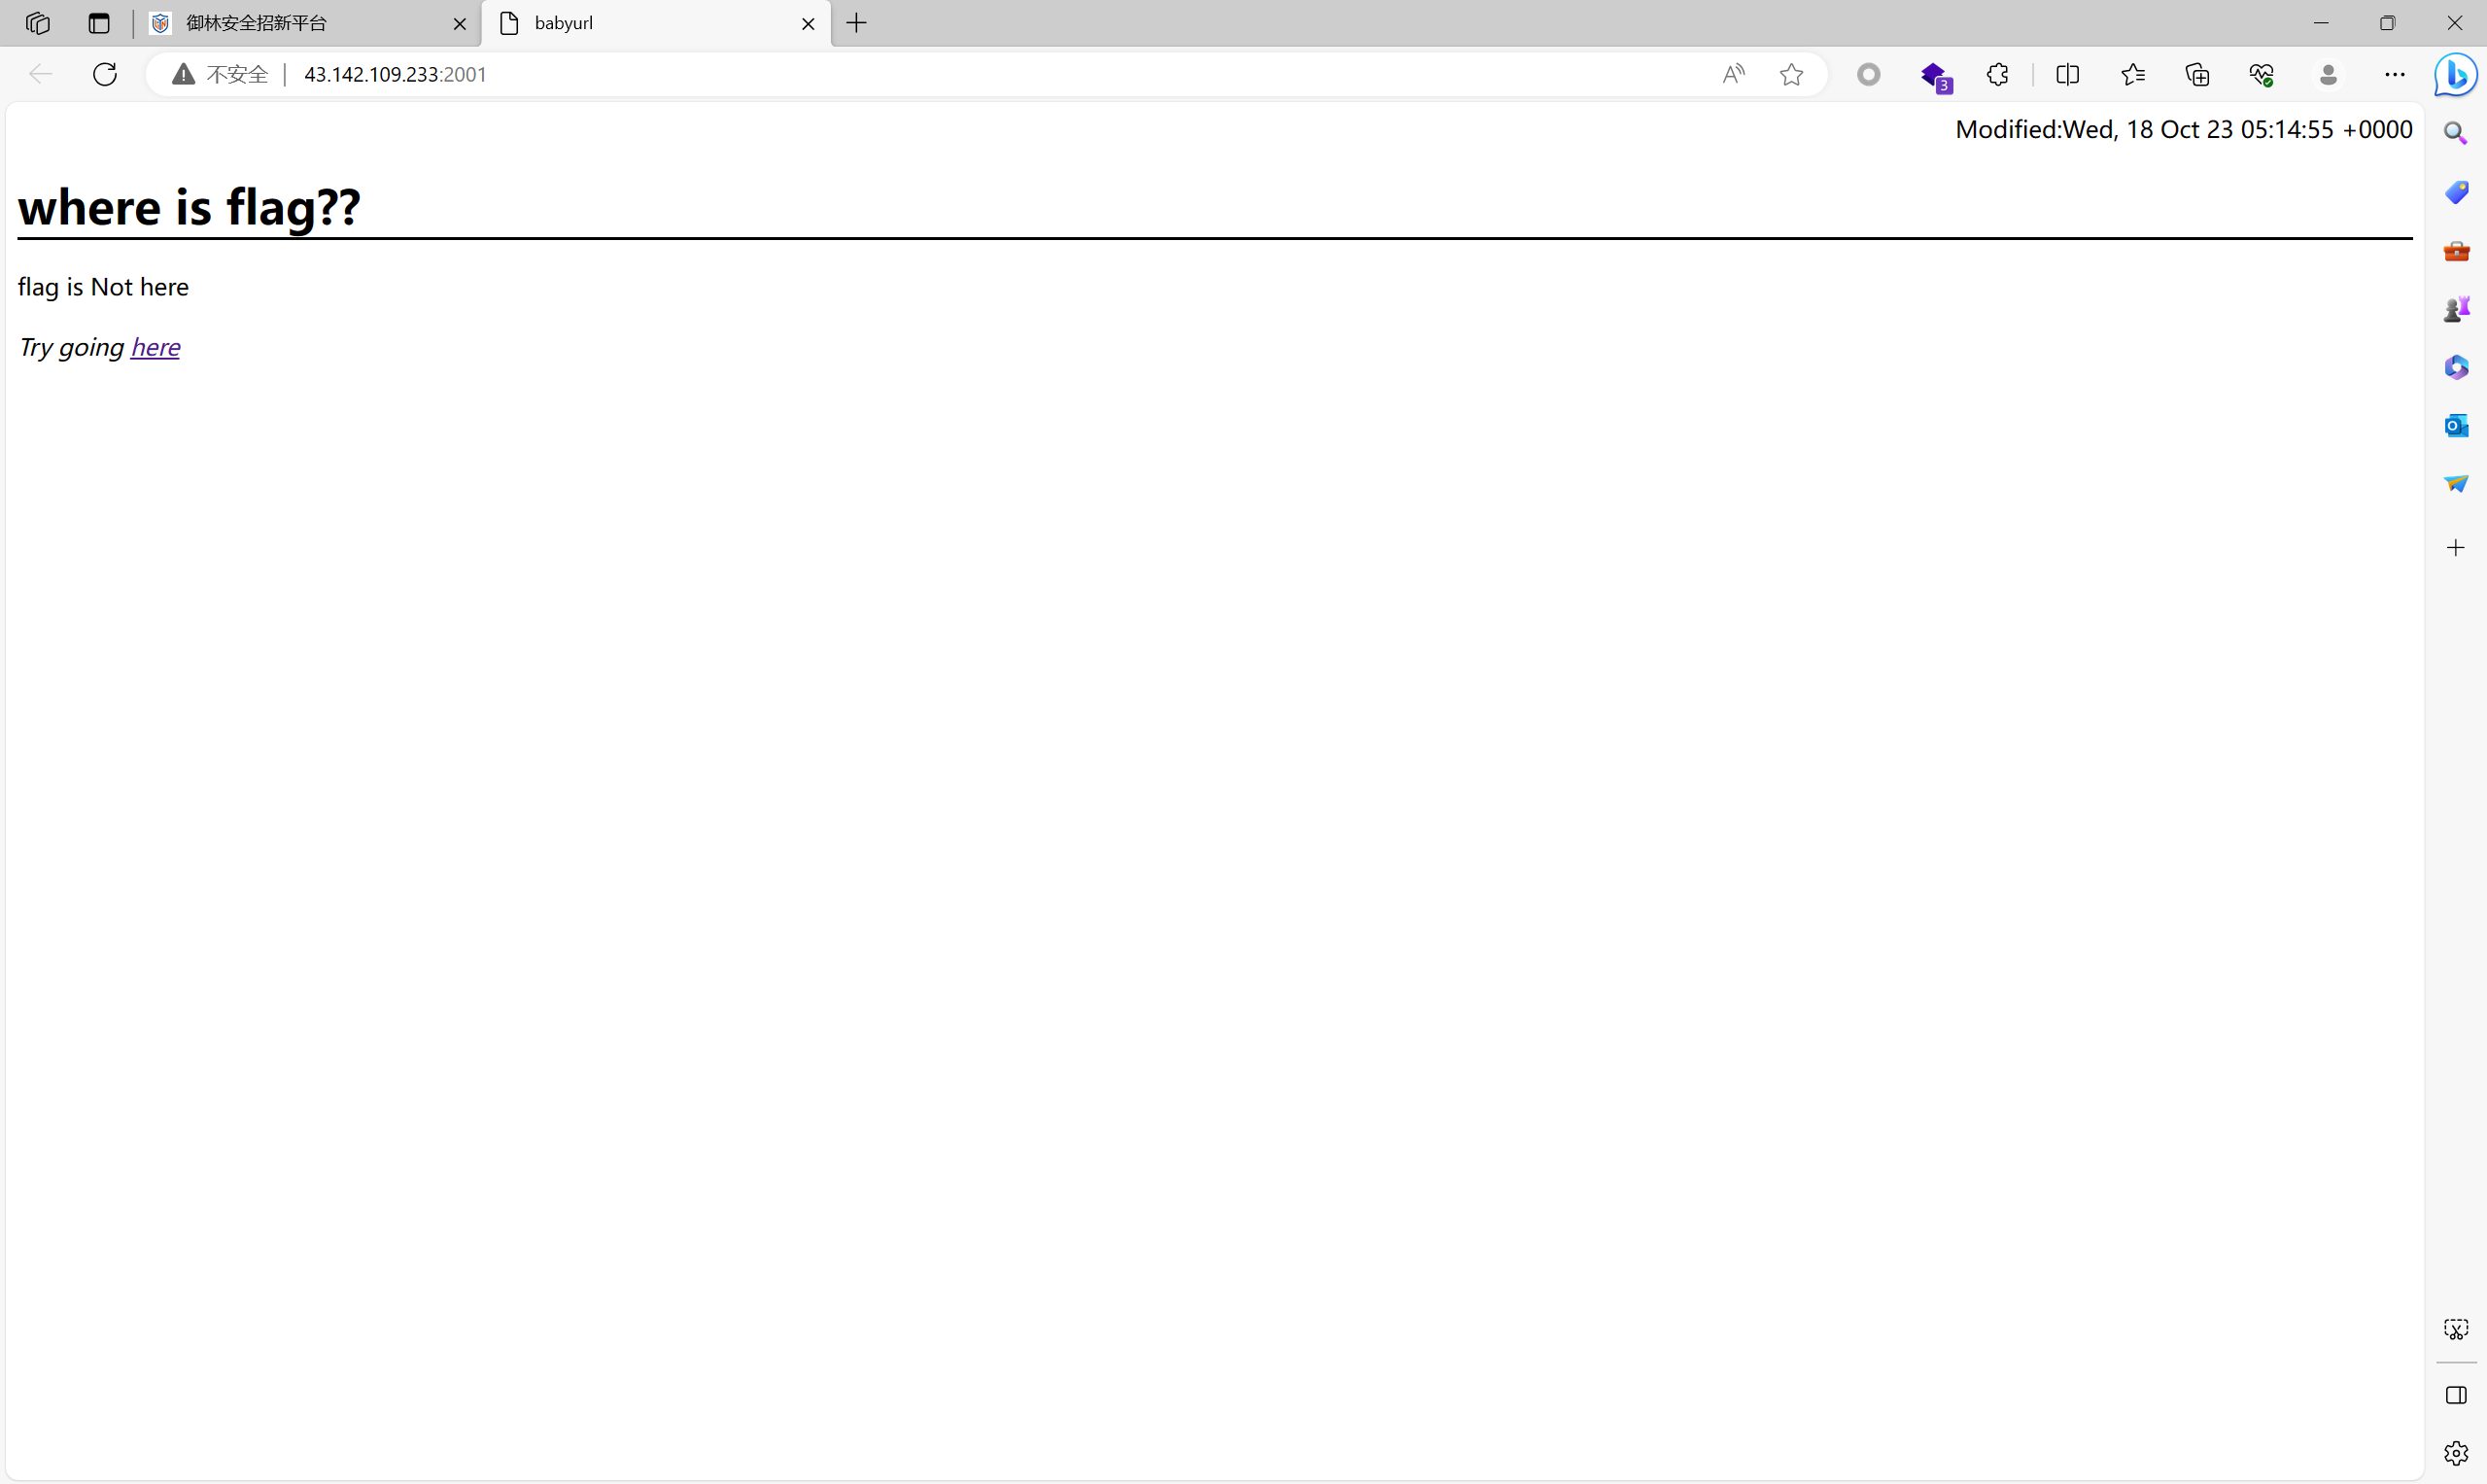 御林安全招新平台
babyurl
不安全
43.142.109.233:2001
3
Modified:Wed, 18 Oct 23 05:14:55 +0000
where is flag??
flag is Not here
Try going here